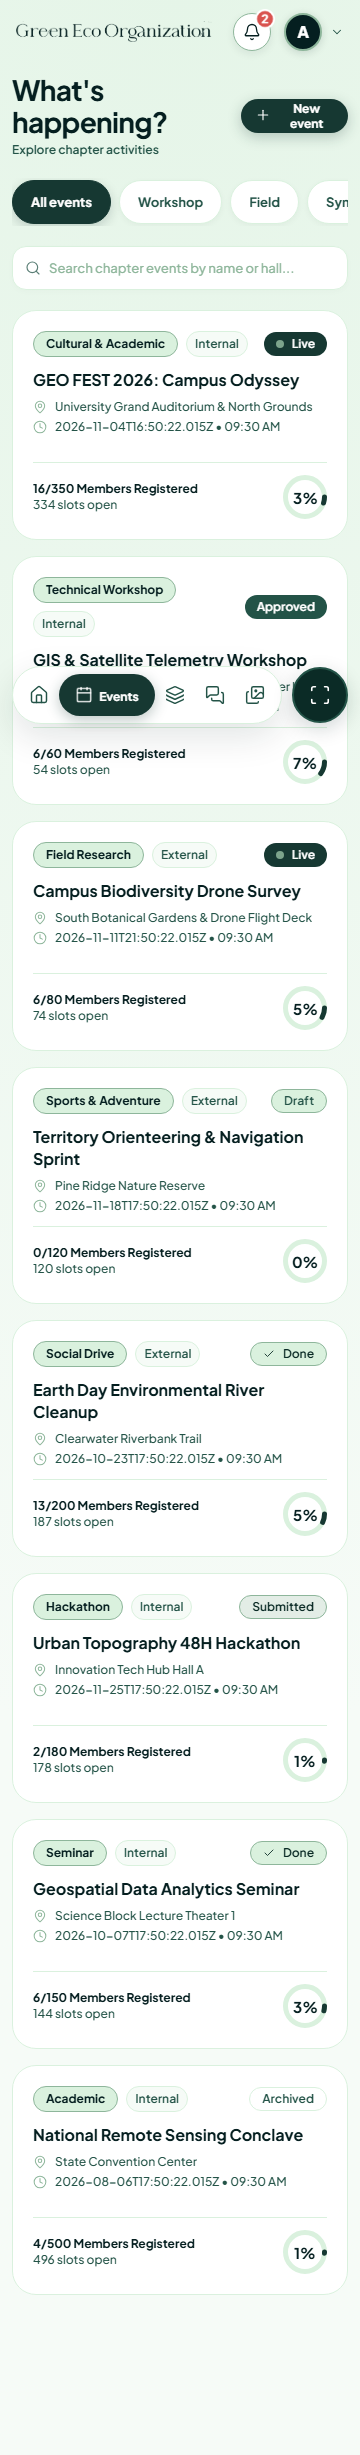 Green Eco Organization
2
A
What's
happening?
Explore chapter activities
New
event
All events
Workshop
Field
Sym
Search chapter events by name or hall...
Cultural & Academic
Internal
Live
GEO FEST 2026: Campus Odyssey
University Grand Auditorium & North Grounds
2026-11-04T16:50:22.015Z • 09:30 AM
16/350 Members Registered
334 slots open
3%
Technical Workshop
Internal
Approved
GIS & Satellite Telemetry Workshop
Events
6/60 Members Registered
54 slots open
7%
Field Research
External
Live
Campus Biodiversity Drone Survey
South Botanical Gardens & Drone Flight Deck
2026-11-11T21:50:22.015Z • 09:30 AM
6/80 Members Registered
74 slots open
5%
Sports & Adventure
External
Draft
Territory Orienteering & Navigation
Sprint
Pine Ridge Nature Reserve
2026-11-18T17:50:22.015Z • 09:30 AM
0/120 Members Registered
120 slots open
0%
Social Drive
External
Done
Earth Day Environmental River
Cleanup
Clearwater Riverbank Trail
2026-10-23T17:50:22.015Z • 09:30 AM
13/200 Members Registered
187 slots open
5%
Hackathon
Internal
Submitted
Urban Topography 48H Hackathon
Innovation Tech Hub Hall A
2026-11-25T17:50:22.015Z • 09:30 AM
2/180 Members Registered
178 slots open
1%
Seminar
Internal
Done
Geospatial Data Analytics Seminar
Science Block Lecture Theater 1
2026-10-07T17:50:22.015Z • 09:30 AM
6/150 Members Registered
144 slots open
3%
Academic
Internal
Archived
National Remote Sensing Conclave
State Convention Center
2026-08-06T17:50:22.015Z • 09:30 AM
4/500 Members Registered
496 slots open
1%